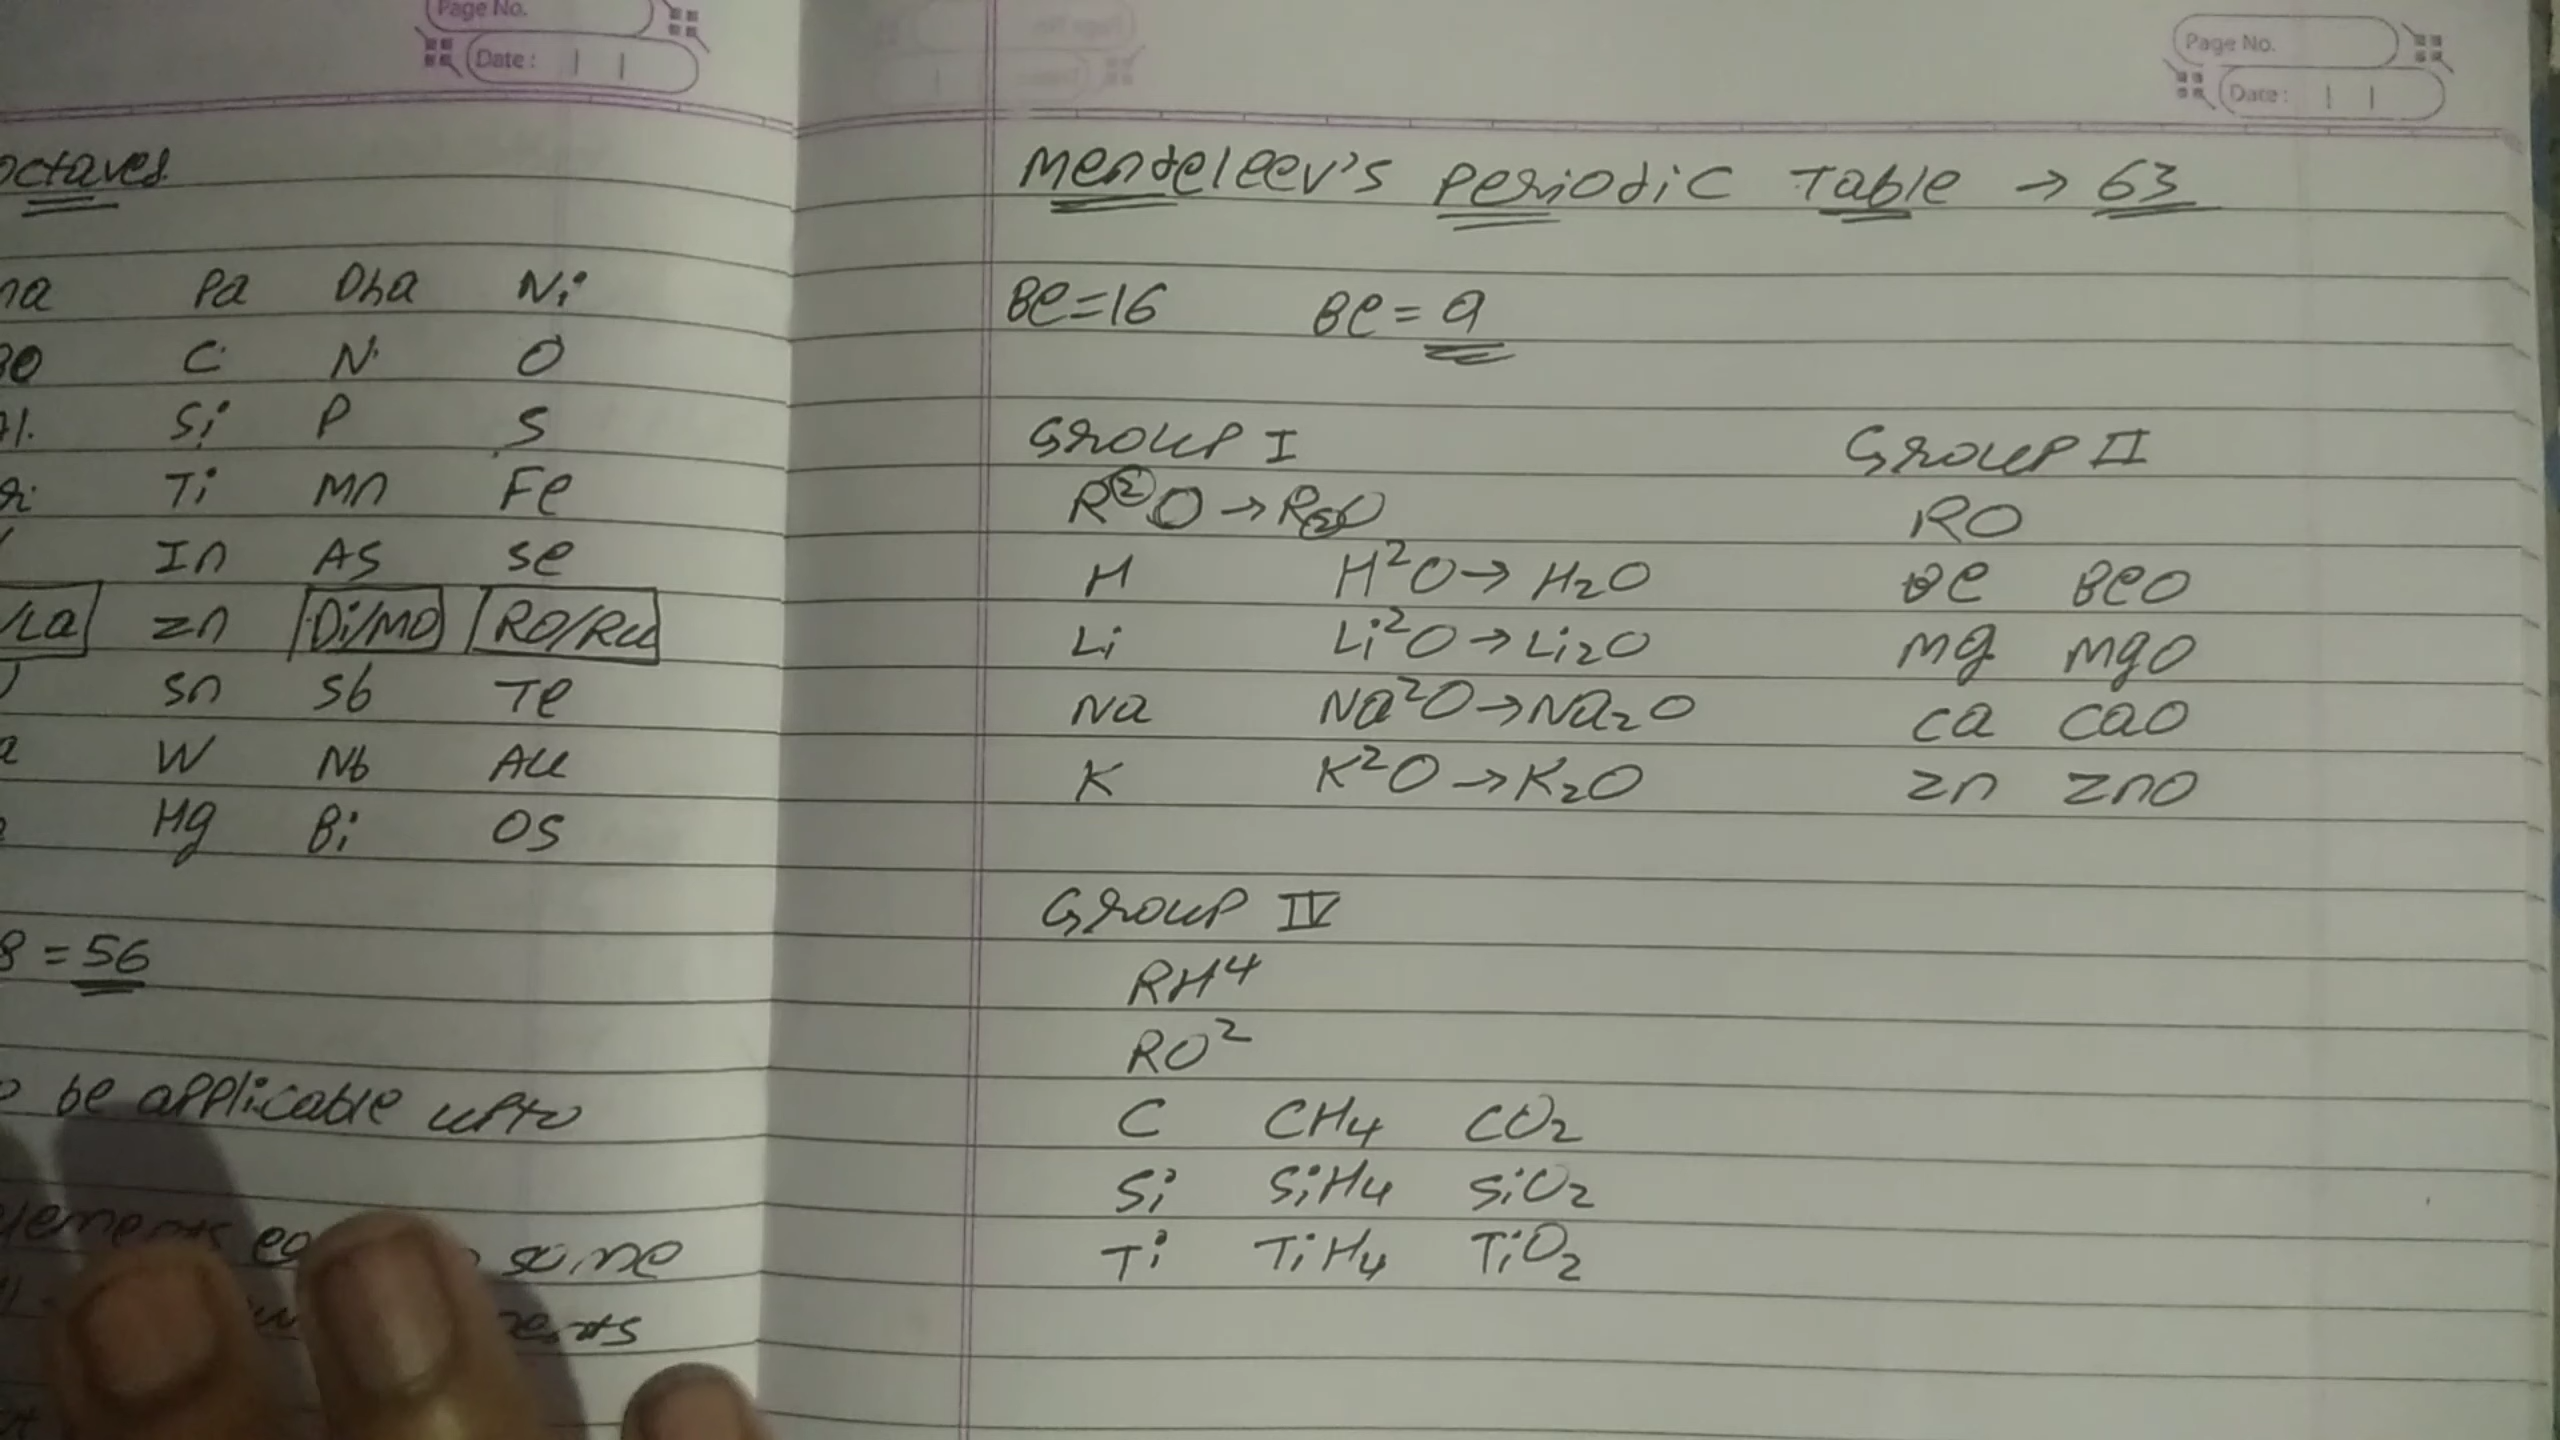 Page No.
Date :
octaves
Pa Dha Ni
C N O
Si P S
Ti Mn Fe
In As Se
/La Zn Di/Mo RO/Ru
Sn Sb Te
W Nb Au
Hg Bi Os
8 = 56
be applicable upto
some
Page No.
Date :
Mendeleev's Periodic Table → 63
Be=16 Be = 9
Group I Group II
R²O → R₂O RO
H H²O → H₂O Be BeO
Li Li²O → Li₂O Mg MgO
Na Na²O → Na₂O Ca CaO
K K²O → K₂O Zn ZnO
Group IV
RH⁴
RO²
C CH₄ CO₂
Si SiH₄ SiO₂
Ti TiH₄ TiO₂